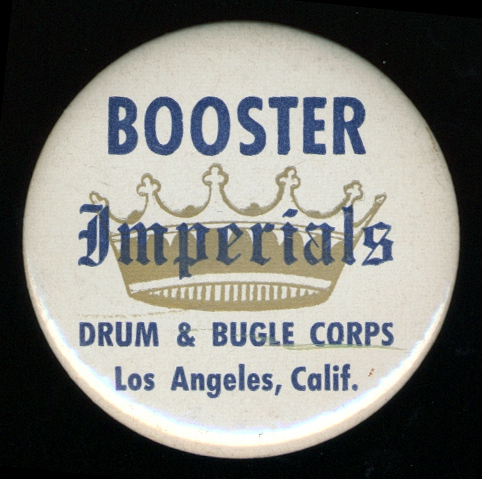 BOOSTER
Imperials
DRUM & BUGLE CORPS
Los Angeles, Calif.